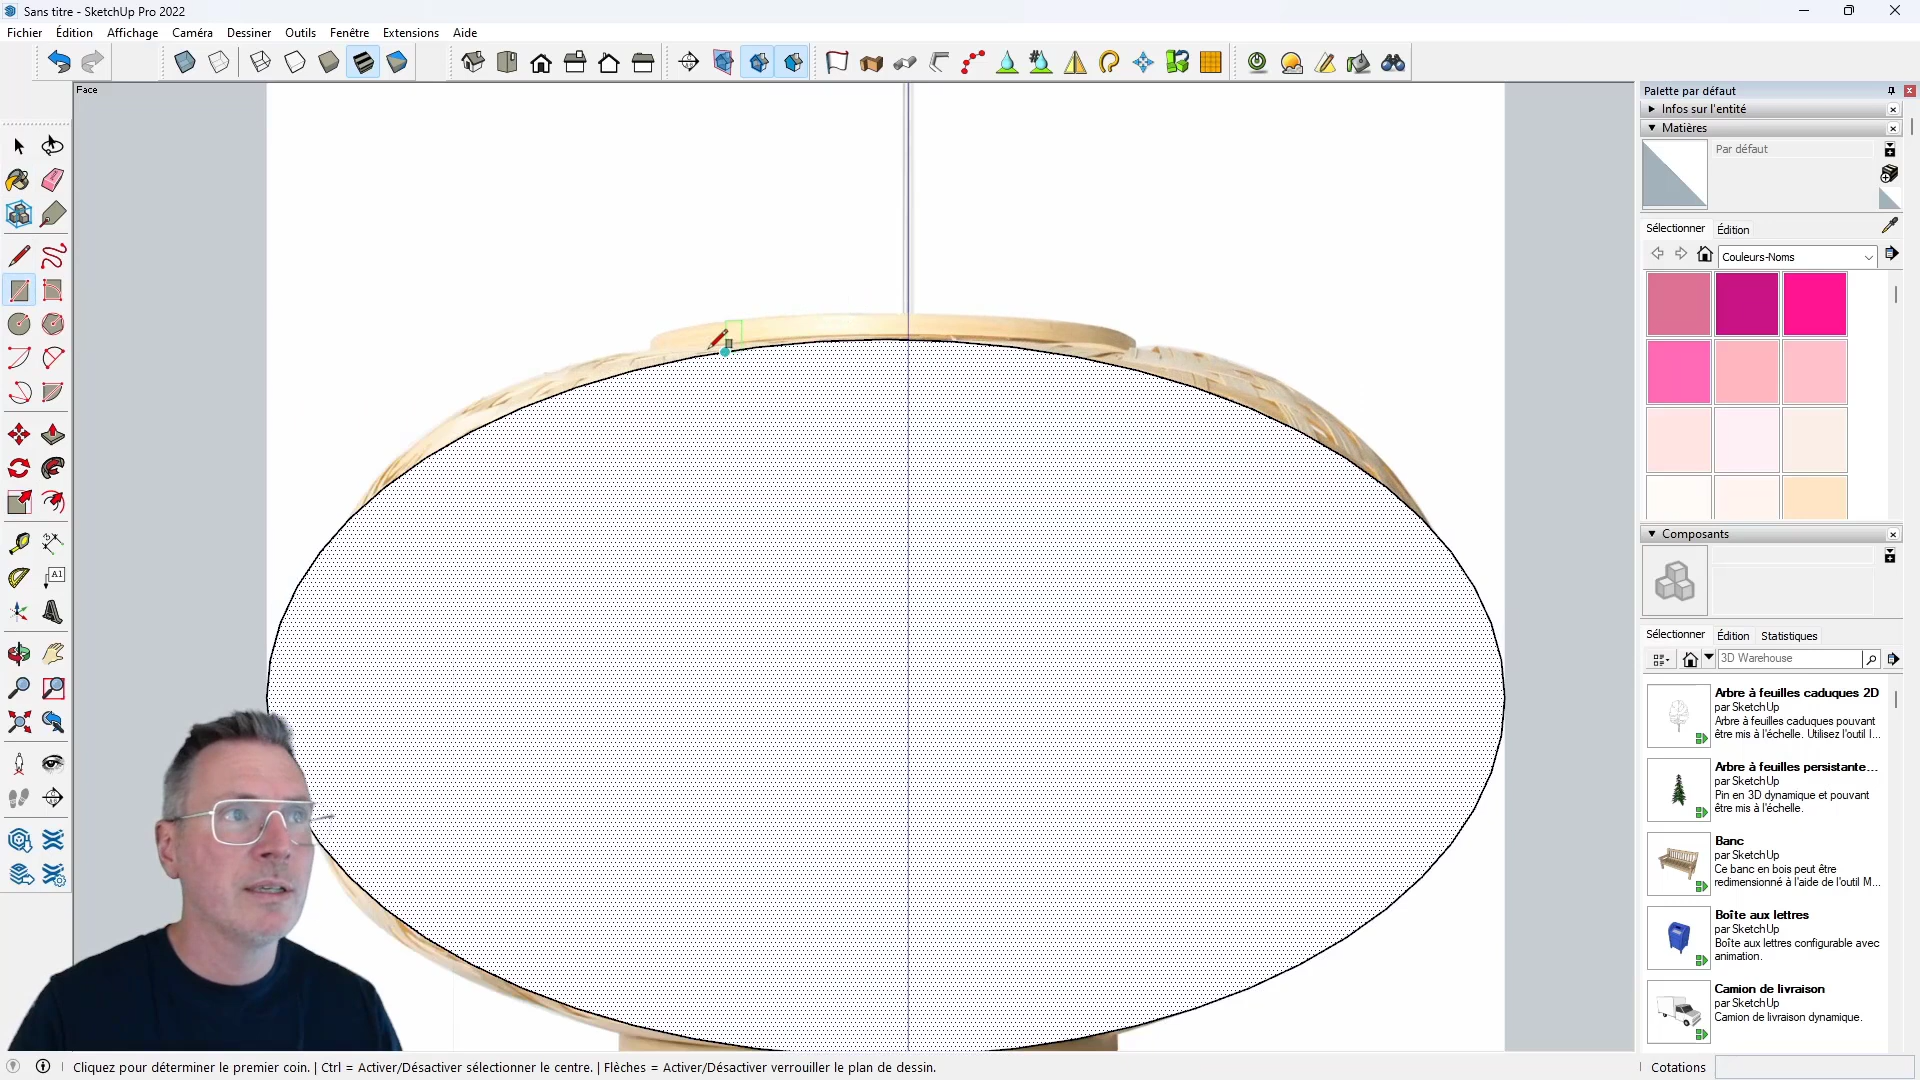 Sans titre - SketchUp Pro 2022
Fichier Édition Affichage Caméra Dessiner Outils Fenêtre Extensions Aide
Face
Palette par défaut
Infos sur l'entité
Matières
Par défaut
Sélectionner Édition
Couleurs-Noms
Composants
Sélectionner Édition Statistiques
3D Warehouse
Arbre à feuilles caduques 2D
par SketchUp
Arbre à feuilles caduques pouvant
être mis à l'échelle. Utilisez l'outil I...
Arbre à feuilles persistante...
par SketchUp
Pin en 3D dynamique et pouvant
être mis à l'échelle.
Banc
par SketchUp
Ce banc en bois peut être
redimensionné à l'aide de l'outil M...
Boîte aux lettres
par SketchUp
Boîte aux lettres configurable avec
animation.
Camion de livraison
par SketchUp
Camion de livraison dynamique.
A1
Cliquez pour déterminer le premier coin. | Ctrl = Activer/Désactiver sélectionner le centre. | Flèches = Activer/Désactiver verrouiller le plan de dessin.
Cotations